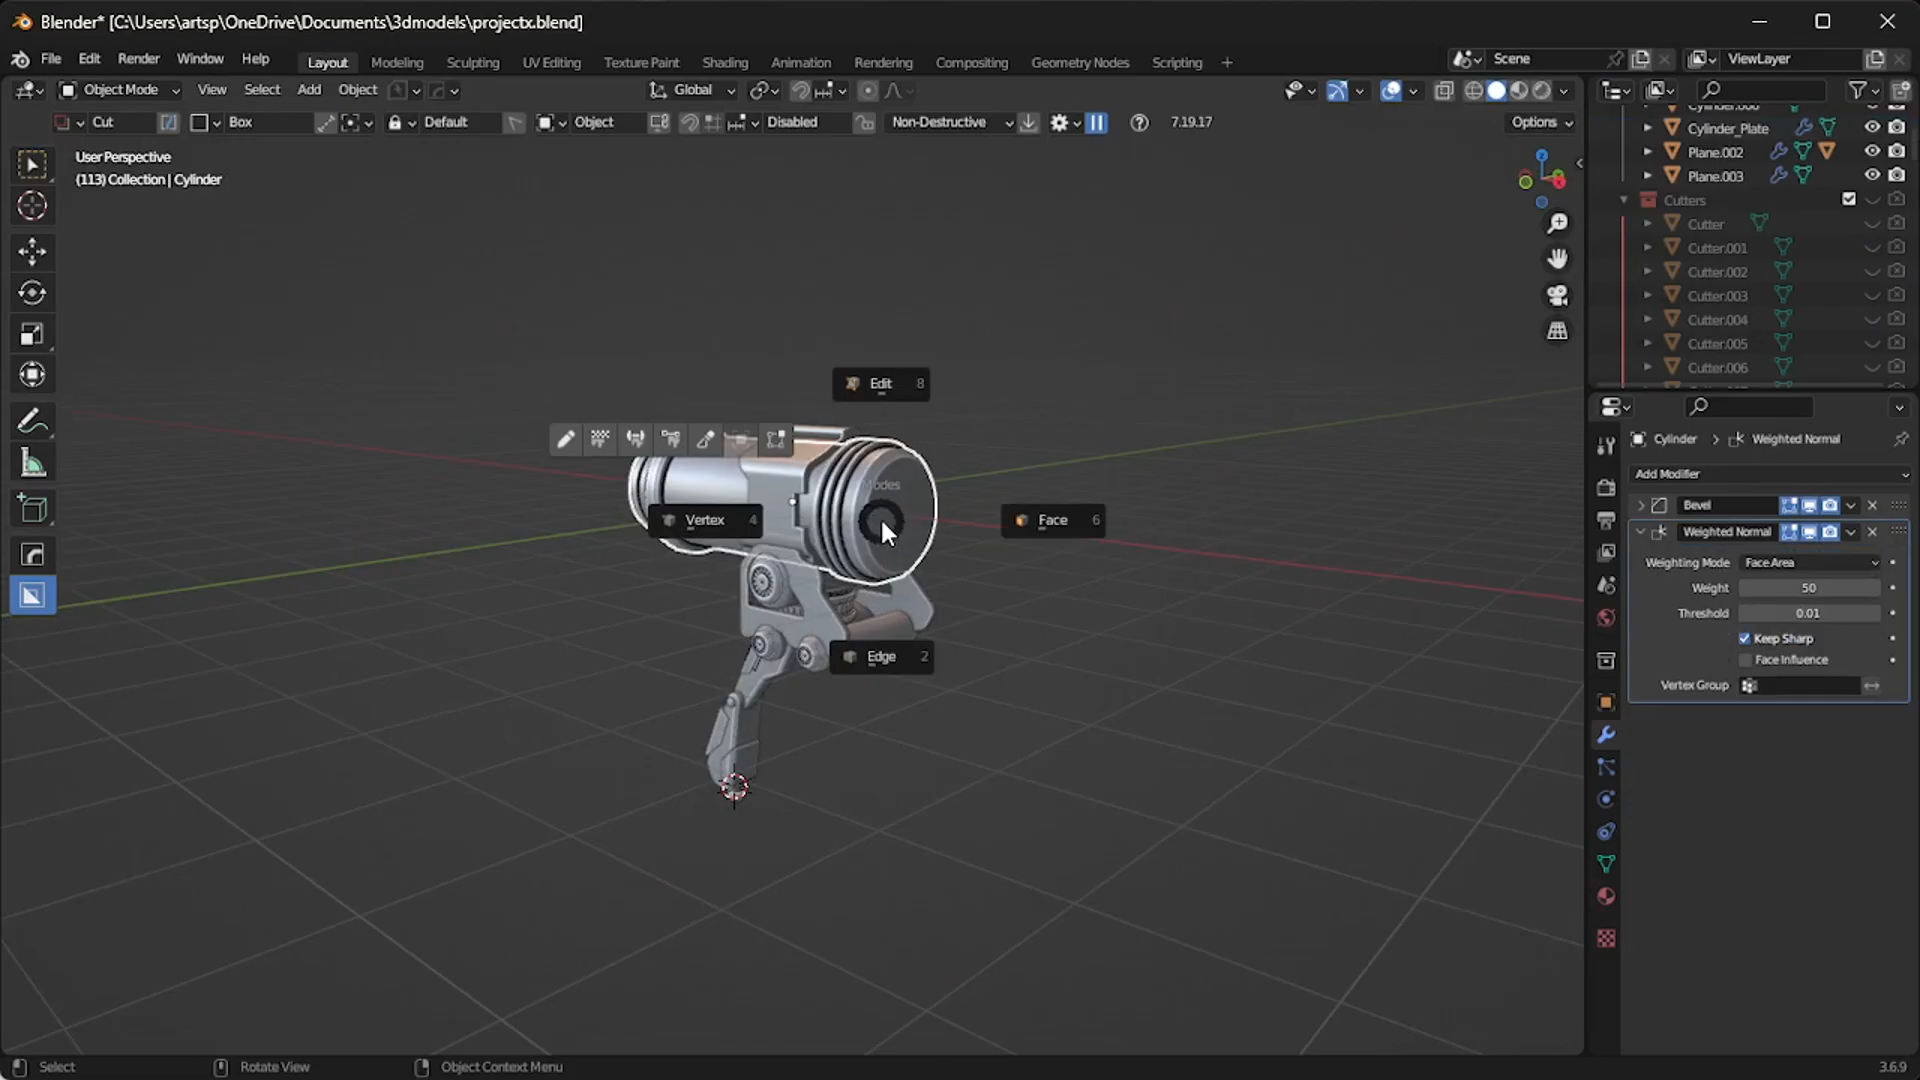 Blender* [C:\Users\artsp\OneDrive\Documents\3dmodels\projectx.blend]
File Edit Render Window Help Layout Modeling Sculpting UV Editing Texture Paint Shading Animation Rendering Compositing Geometry Nodes Scripting + Scene ViewLayer
Object Mode View Select Add Object Global
Cut Box Default Object Disabled Non-Destructive 7.19.17 Options
User Perspective
(113) Collection | Cylinder
Cylinder_Plate
Plane.002
Plane.003
Cutters
Cutter
Cutter.001
Cutter.002
Cutter.003
Cutter.004
Cutter.005
Cutter.006
Edit 8
Modes
Vertex 4
Face 6
Edge 2
Cylinder > Weighted Normal
Add Modifier
Bevel
Weighted Normal
Weighting Mode Face Area
Weight 50
Threshold 0.01
Keep Sharp
Face Influence
Vertex Group
Select Rotate View Object Context Menu 3.6.9